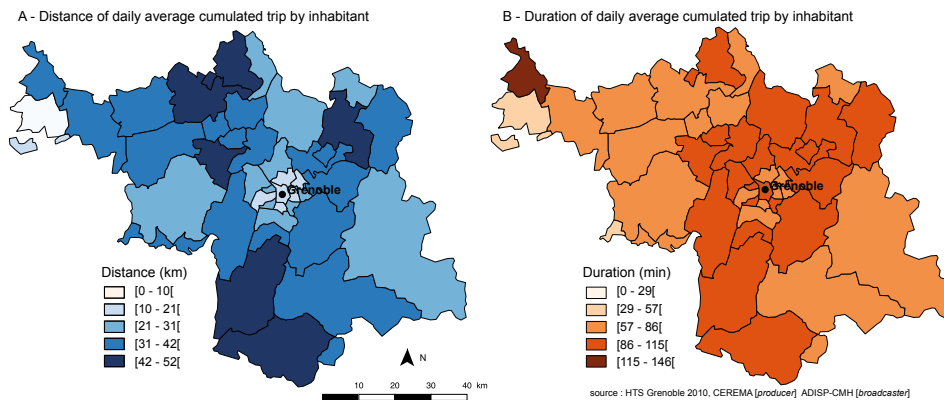 A - Distance of daily average cumulated trip by inhabitant
B - Duration of daily average cumulated trip by inhabitant
Grenoble
Grenoble
Distance (km)
[0 - 10[
[10 - 21[
[21 - 31[
[31 - 42[
[42 - 52[
N
0 10 20 30 40 km
Duration (min)
[0 - 29[
[29 - 57[
[57 - 86[
[86 - 115[
[115 - 146[
source : HTS Grenoble 2010, CEREMA [producer] ADISP-CMH [broadcaster]